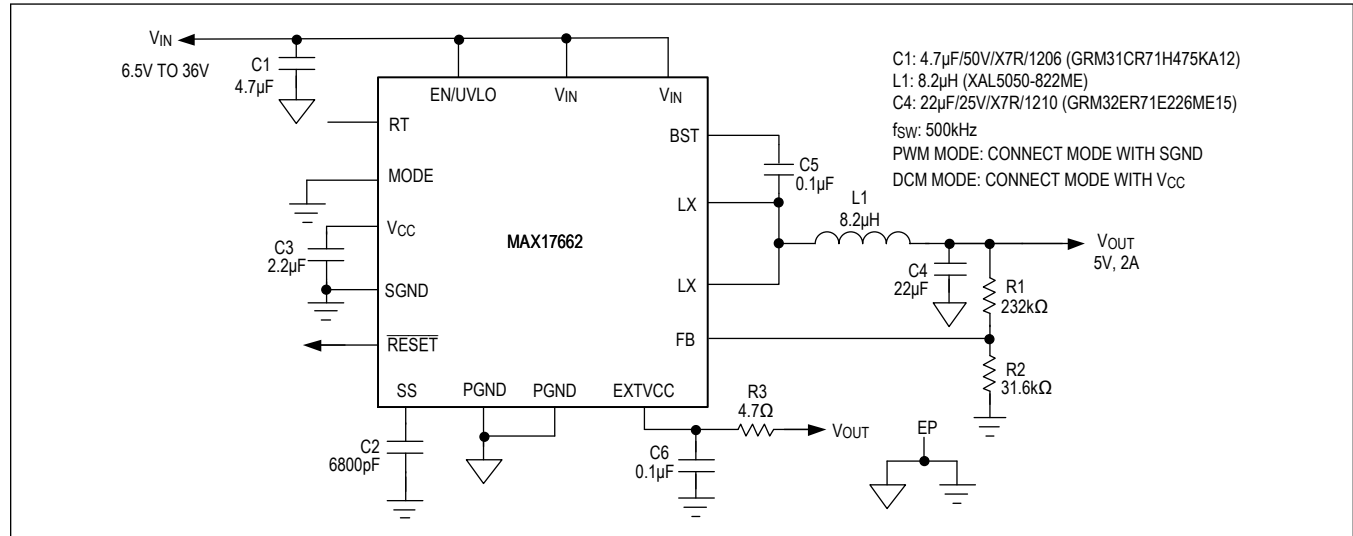 VIN
6.5V TO 36V
C1
4.7µF
EN/UVLO
VIN
VIN
C1: 4.7µF/50V/X7R/1206 (GRM31CR71H475KA12)
L1: 8.2µH (XAL5050-822ME)
C4: 22µF/25V/X7R/1210 (GRM32ER71E226ME15)
fSW: 500kHz
PWM MODE: CONNECT MODE WITH SGND
DCM MODE: CONNECT MODE WITH VCC
RT
BST
MODE
C5
0.1µF
LX
L1
8.2µH
VCC
MAX17662
C3
2.2µF
VOUT
5V, 2A
C4
22µF
R1
232kΩ
SGND
LX
RESET
FB
R2
31.6kΩ
SS
PGND
PGND
EXTVCC
R3
4.7Ω
VOUT
EP
C2
6800pF
C6
0.1µF